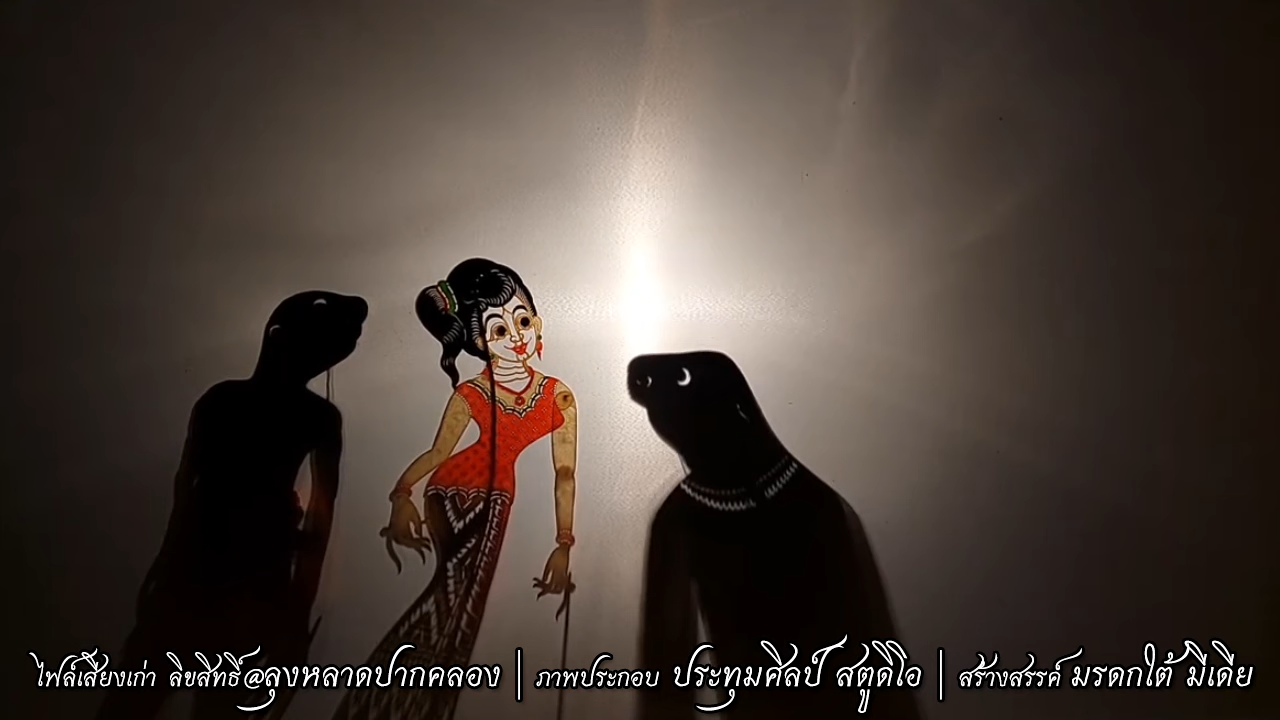 ไฟล์เสียงเก่า ลิขสิทธิ์@ลุงหลาดปากคลอง | ภาพประกอบ ประทุมศิลป์ สตูดิโอ | สร้างสรรค์ มรดกใต้ มีเดีย